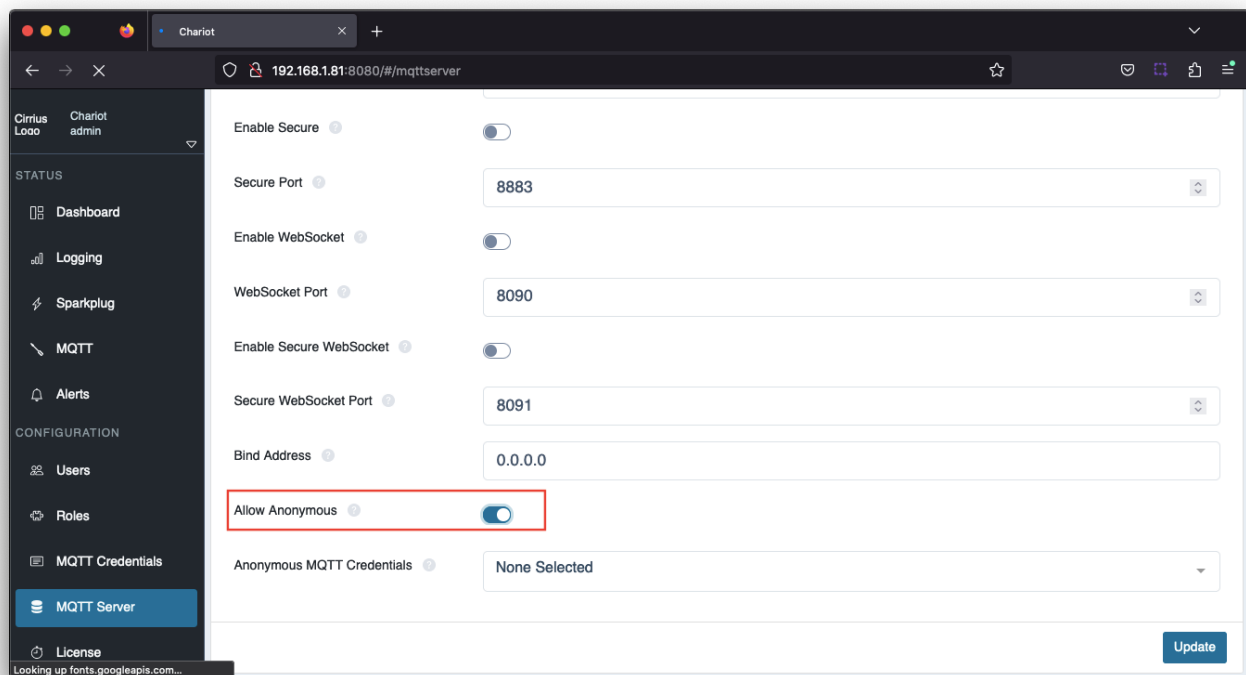 Chariot
192.168.1.81:8080/#/mqttserver
Cirrius
Logo
Chariot
admin
STATUS
Dashboard
Logging
Sparkplug
MQTT
Alerts
CONFIGURATION
Users
Roles
MQTT Credentials
MQTT Server
License
Looking up fonts.googleapis.com...
Enable Secure ?
Secure Port ? 8883
Enable WebSocket ?
WebSocket Port ? 8090
Enable Secure WebSocket ?
Secure WebSocket Port ? 8091
Bind Address ? 0.0.0.0
Allow Anonymous ?
Anonymous MQTT Credentials ? None Selected
Update